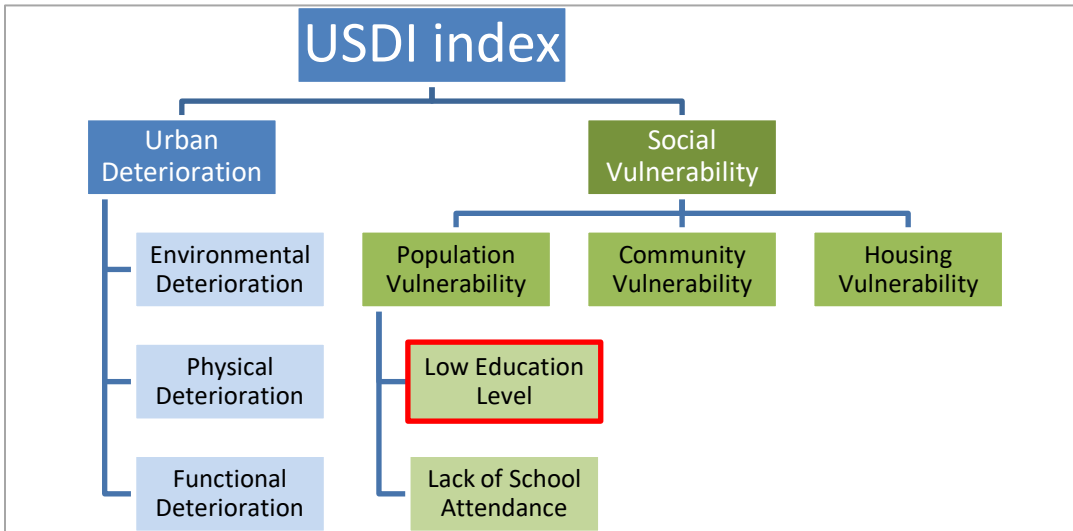 USDI index
Urban
Deterioration
Social
Vulnerability
Environmental
Deterioration
Population
Vulnerability
Community
Vulnerability
Housing
Vulnerability
Physical
Deterioration
Low Education
Level
Functional
Deterioration
Lack of School
Attendance